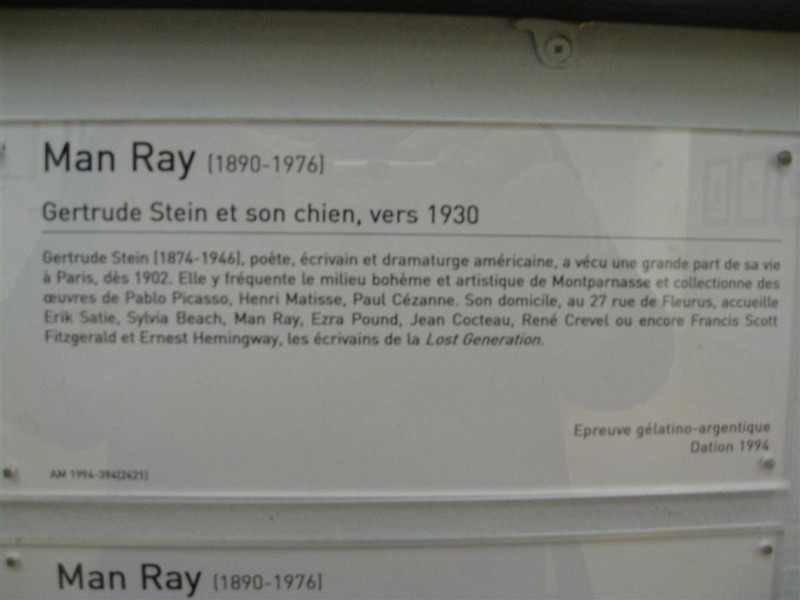 Man Ray (1890-1976)
Gertrude Stein et son chien, vers 1930
Gertrude Stein (1874-1946), poète, écrivain et dramaturge américaine, a vécu une grande part de sa vie
à Paris, dès 1902. Elle y fréquente le milieu bohème et artistique de Montparnasse et collectionne des
œuvres de Pablo Picasso, Henri Matisse, Paul Cézanne. Son domicile, au 27 rue de Fleurus, accueille
Erik Satie, Sylvia Beach, Man Ray, Ezra Pound, Jean Cocteau, René Crevel ou encore Francis Scott
Fitzgerald et Ernest Hemingway, les écrivains de la Lost Generation.
Epreuve gélatino-argentique
Dation 1994
AM 1994-394(2421)
Man Ray (1890-1976)